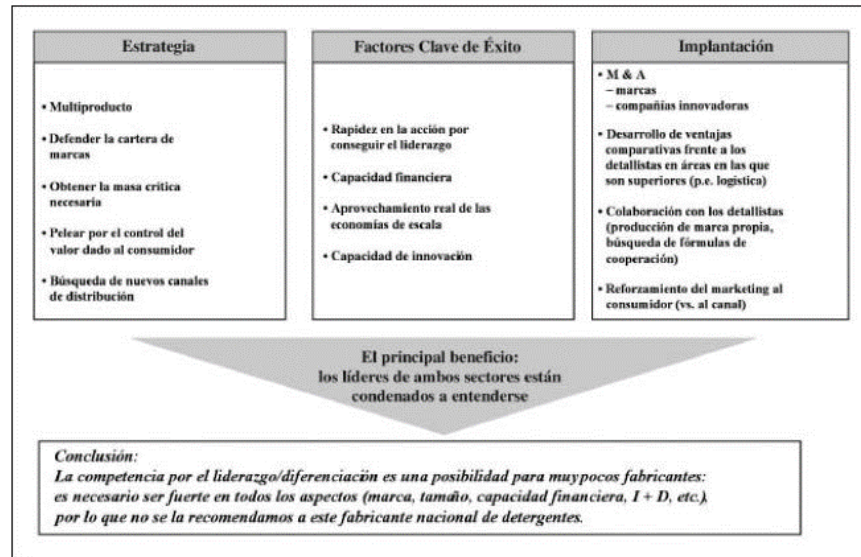 Estrategia
• Multiproducto
• Defender la cartera de
marcas
• Obtener la masa crítica
necesaria
• Pelear por el control del
valor dado al consumidor
• Búsqueda de nuevos canales
de distribución
Factores Clave de Éxito
• Rapidez en la acción por
conseguir el liderazgo
• Capacidad financiera
• Aprovechamiento real de las
economías de escala
• Capacidad de innovación
Implantación
• M & A
– marcas
– compañías innovadoras
• Desarrollo de ventajas
comparativas frente a los
detallistas en áreas en las que
son superiores (p.e. logística)
• Colaboración con los detallistas
(producción de marca propia,
búsqueda de fórmulas de
cooperación)
• Reforzamiento del marketing al
consumidor (vs. al canal)
El principal beneficio:
los líderes de ambos sectores están
condenados a entenderse
Conclusión:
La competencia por el liderazgo/diferenciación es una posibilidad para muypocos fabricantes:
es necesario ser fuerte en todos los aspectos (marca, tamaño, capacidad financiera, I + D, etc.),
por lo que no se la recomendamos a este fabricante nacional de detergentes.